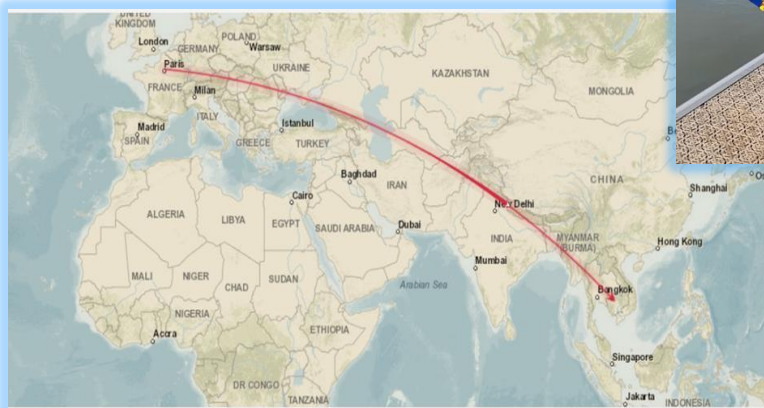 UNITED
KINGDOM
London
POLAND
Warsaw
GERMANY
Paris
UKRAINE
KAZAKHSTAN
FRANCE
Milan
MONGOLIA
ITALY
Istanbul
Madrid
SPAIN
GREECE
TURKEY
Baghdad
IRAN
CHINA
Shanghai
Cairo
New Delhi
ALGERIA
LIBYA
EGYPT
SAUDI ARABIA
Dubai
INDIA
MYANMAR
(BURMA)
Hong Kong
Mumbai
MALI
NIGER
CHAD
SUDAN
Arabian Sea
Bangkok
NIGERIA
Accra
ETHIOPIA
Singapore
DR CONGO
TANZANIA
Jakarta
INDONESIA